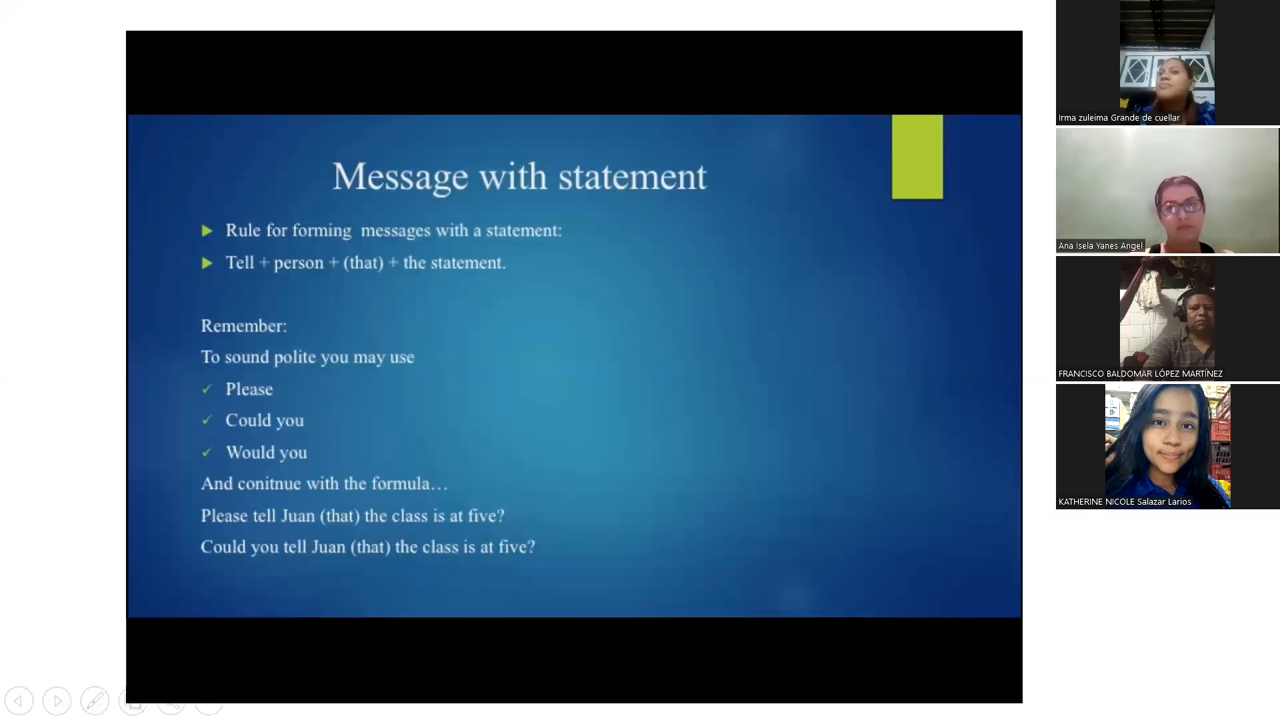 Message with statement
Rule for forming messages with a statement:
Tell + person + (that) + the statement.
Remember:
To sound polite you may use
Please
Could you
Would you
And conitnue with the formula…
Please tell Juan (that) the class is at five?
Could you tell Juan (that) the class is at five?
Irma zuleima Grande de cuellar
Ana Isela Yanes Angel
FRANCISCO BALDOMAR LÓPEZ MARTÍNEZ
KATHERINE NICOLE Salazar Larios